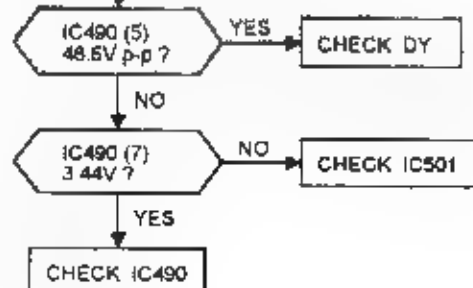 IC490 (5)
48.6V p-p ?
YES
CHECK DY
NO
IC490 (7)
3.44V ?
NO
CHECK IC501
YES
CHECK IC490